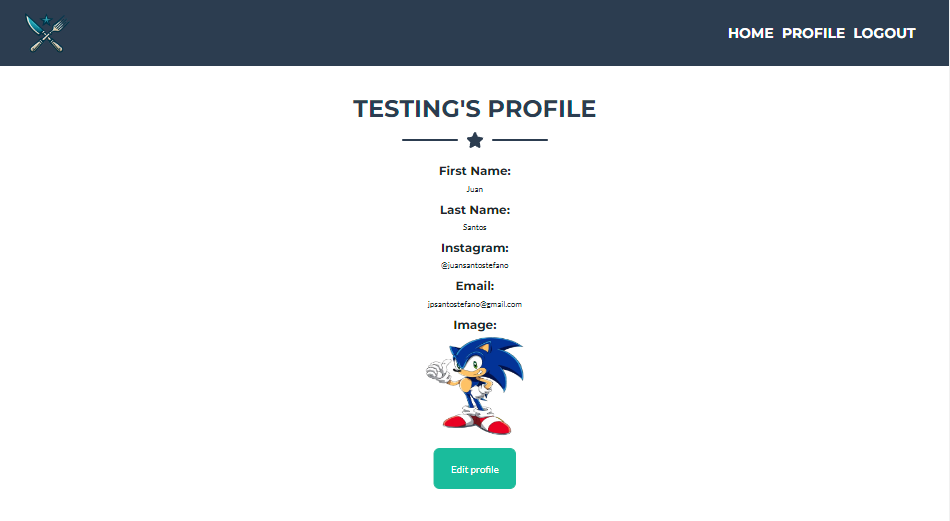 HOME PROFILE LOGOUT
TESTING'S PROFILE
First Name:
Juan
Last Name:
Santos
Instagram:
@juansantostefano
Email:
jpsantostefano@gmail.com
Image:
Edit profile